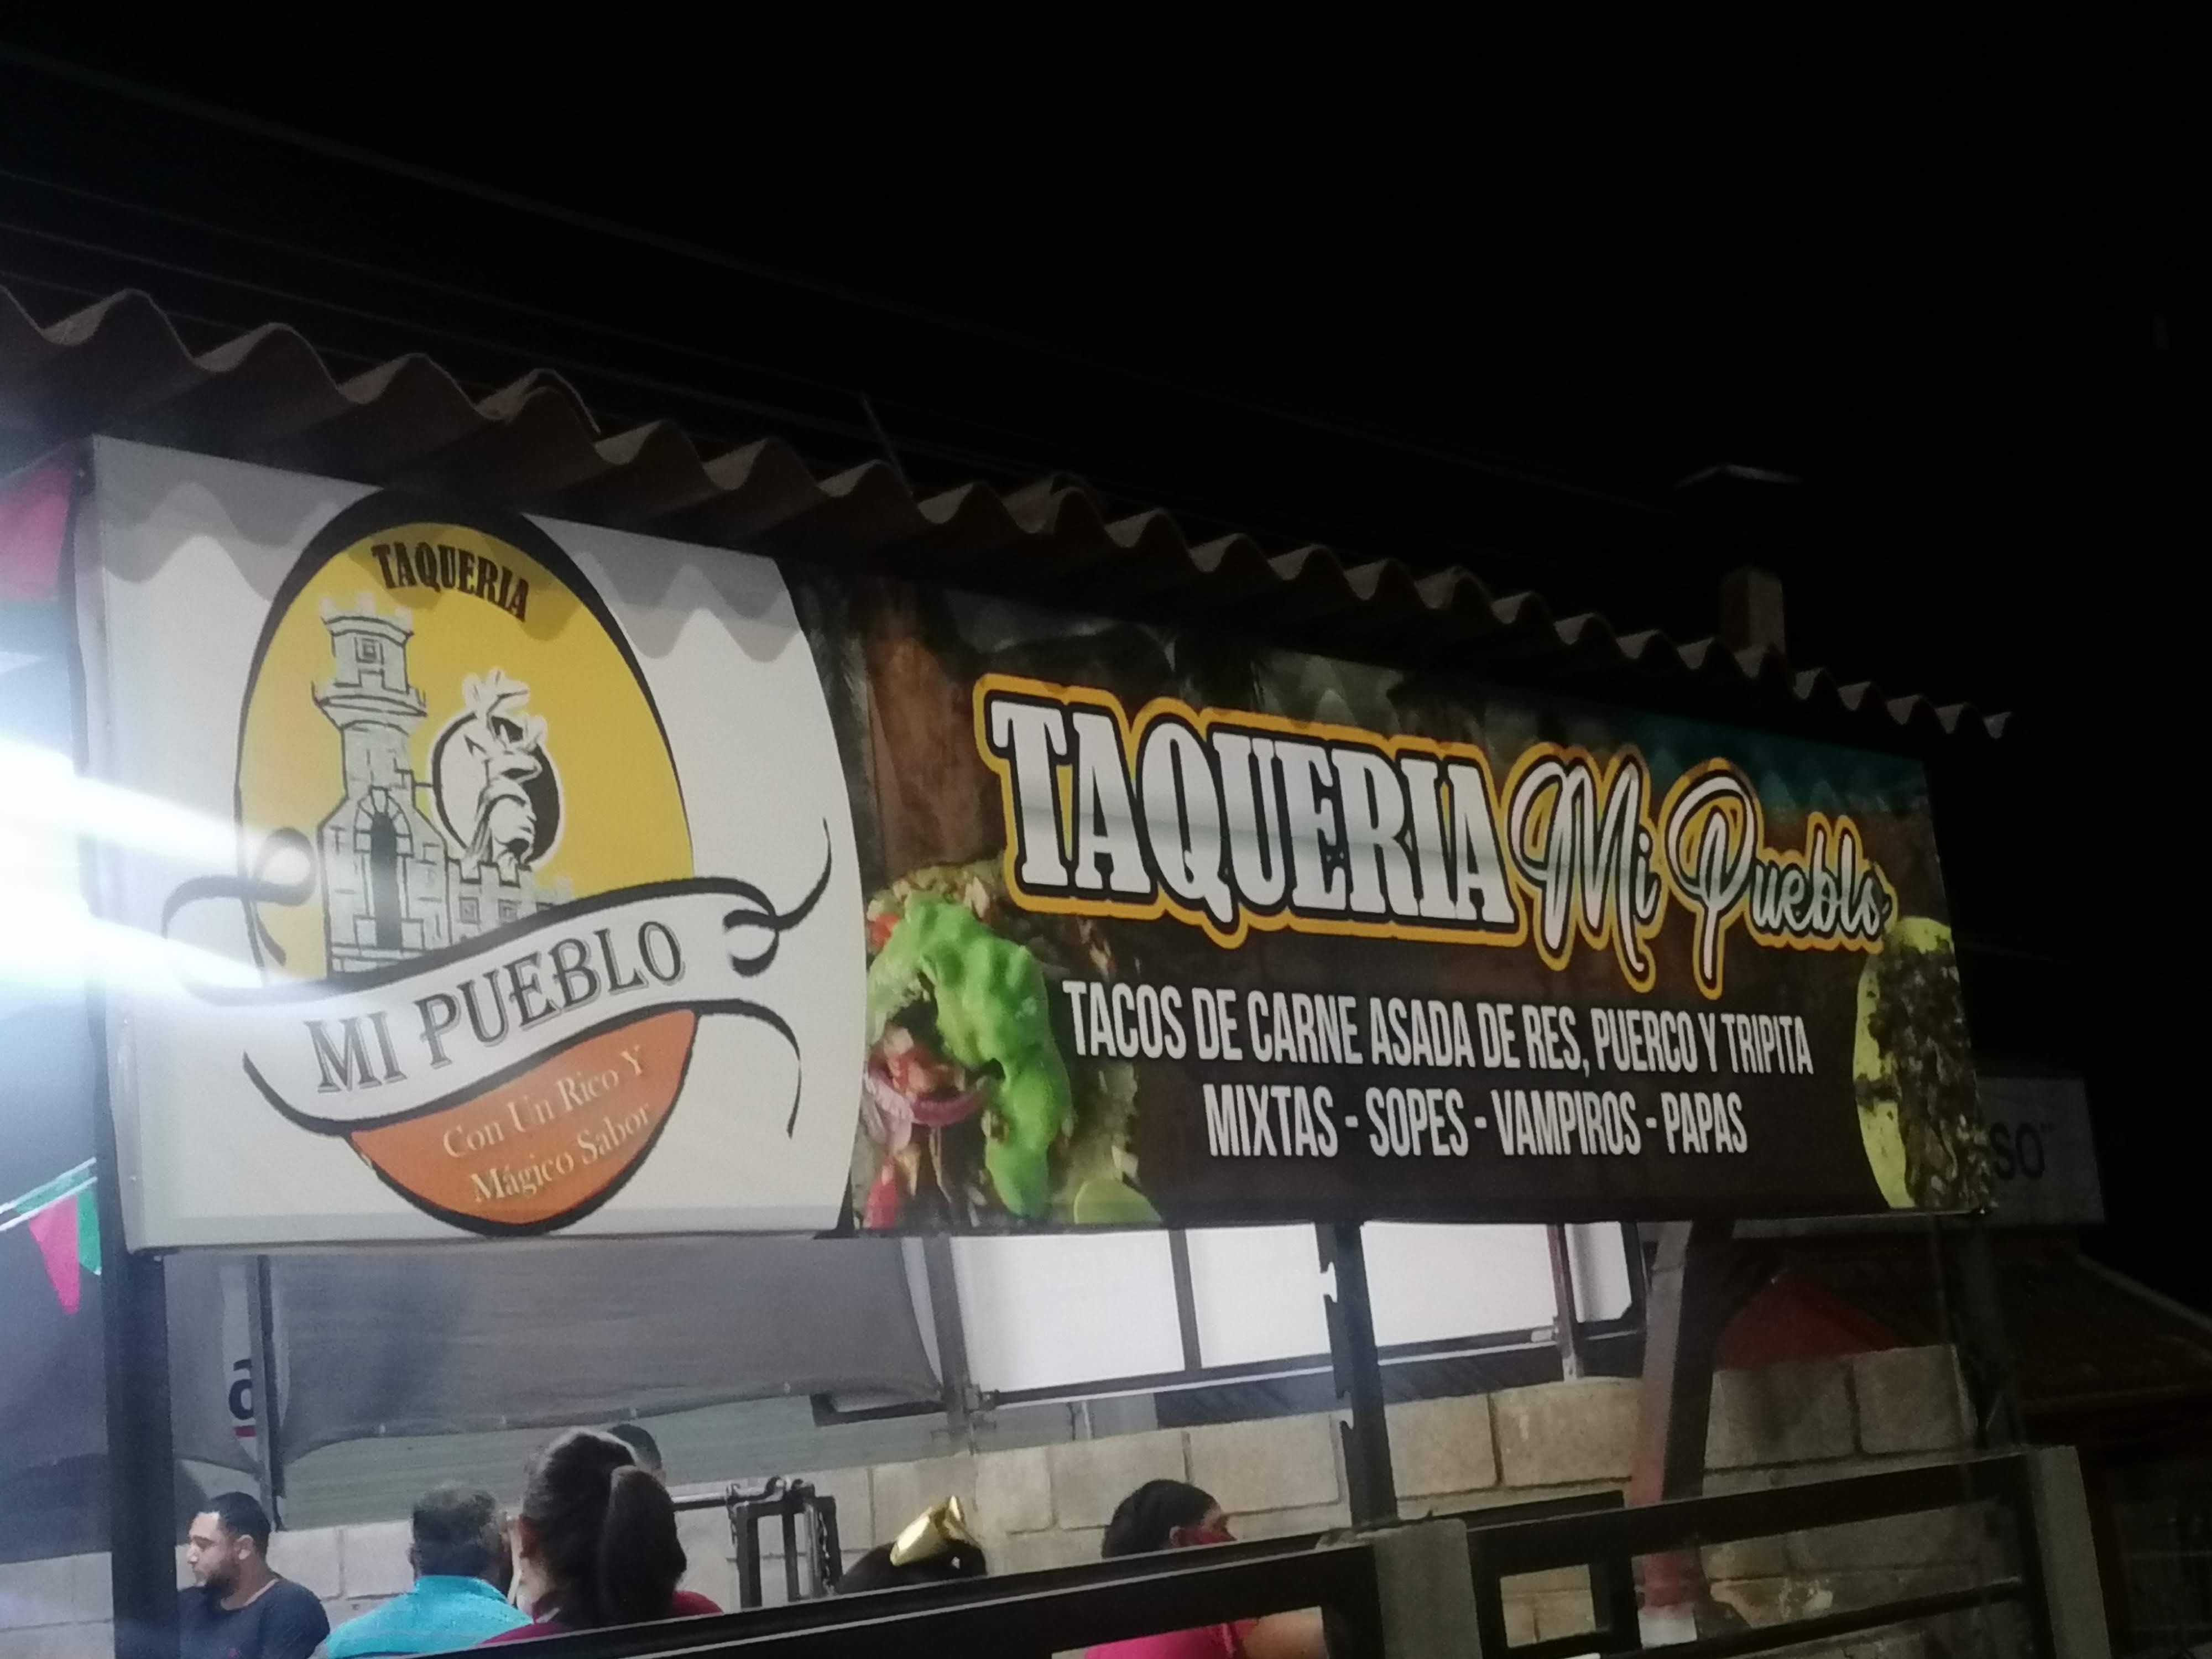 TAQUERIA
MI PUEBLO
Con Un Rico Y
Mágico Sabor
TAQUERIA Mi Pueblo
TACOS DE CARNE ASADA DE RES, PUERCO Y TRIPITA
MIXTAS - SOPES - VAMPIROS - PAPAS